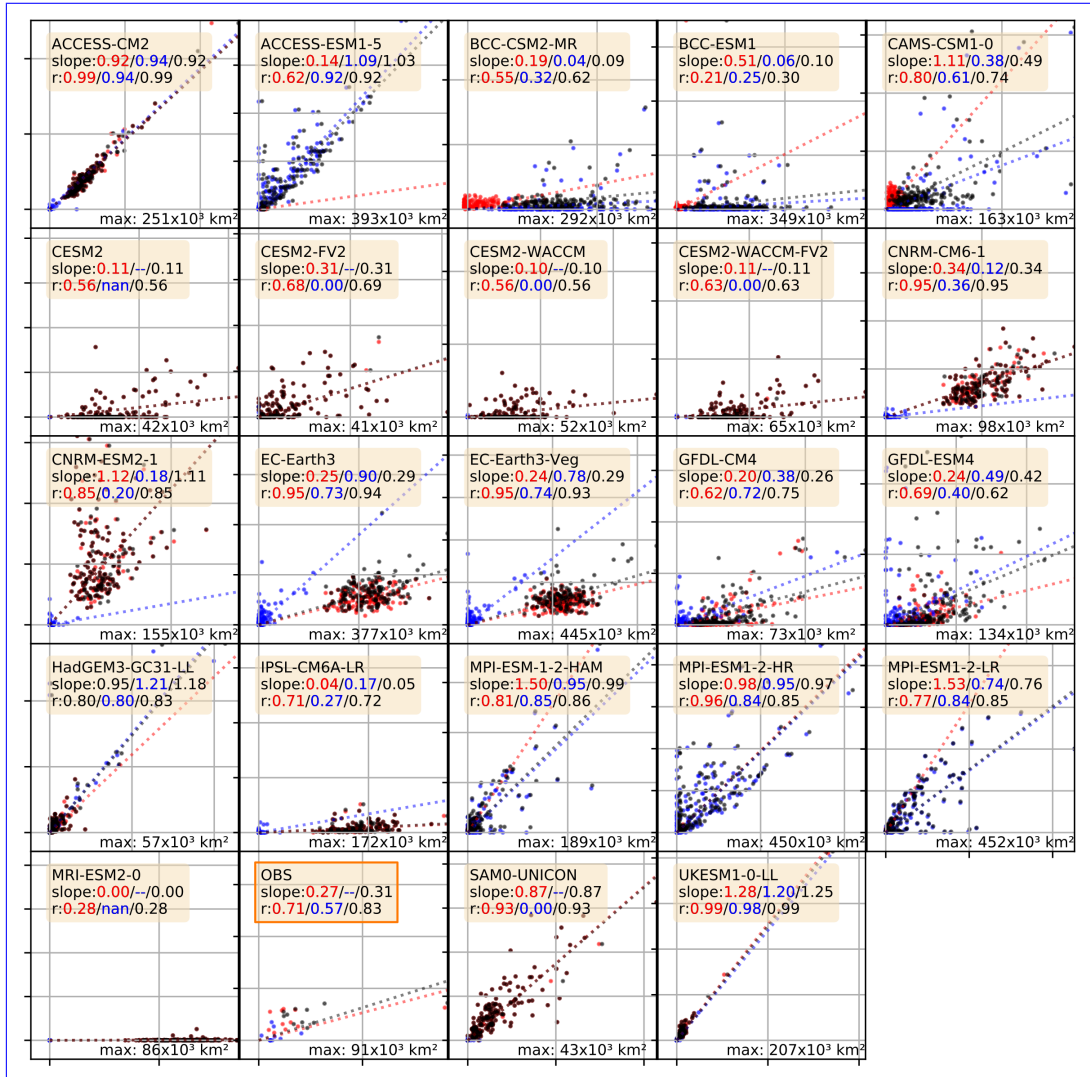 ACCESS-CM2
slope:0.92/0.94/0.92
r:0.99/0.94/0.99
max: 251x10³ km²
ACCESS-ESM1-5
slope:0.14/1.09/1.03
r:0.62/0.92/0.92
max: 393x10³ km²
BCC-CSM2-MR
slope:0.19/0.04/0.09
r:0.55/0.32/0.62
max: 292x10³ km²
BCC-ESM1
slope:0.51/0.06/0.10
r:0.21/0.25/0.30
max: 349x10³ km²
CAMS-CSM1-0
slope:1.11/0.38/0.49
r:0.80/0.61/0.74
max: 163x10³ km²
CESM2
slope:0.11/--/0.11
r:0.56/nan/0.56
max: 42x10³ km²
CESM2-FV2
slope:0.31/--/0.31
r:0.68/0.00/0.69
max: 41x10³ km²
CESM2-WACCM
slope:0.10/--/0.10
r:0.56/0.00/0.56
max: 52x10³ km²
CESM2-WACCM-FV2
slope:0.11/--/0.11
r:0.63/0.00/0.63
max: 65x10³ km²
CNRM-CM6-1
slope:0.34/0.12/0.34
r:0.95/0.36/0.95
max: 98x10³ km²
CNRM-ESM2-1
slope:1.12/0.18/1.11
r:0.85/0.20/0.85
max: 155x10³ km²
EC-Earth3
slope:0.25/0.90/0.29
r:0.95/0.73/0.94
max: 377x10³ km²
EC-Earth3-Veg
slope:0.24/0.78/0.29
r:0.95/0.74/0.93
max: 445x10³ km²
GFDL-CM4
slope:0.20/0.38/0.26
r:0.62/0.72/0.75
max: 73x10³ km²
GFDL-ESM4
slope:0.24/0.49/0.42
r:0.69/0.40/0.62
max: 134x10³ km²
HadGEM3-GC31-LL
slope:0.95/1.21/1.18
r:0.80/0.80/0.83
max: 57x10³ km²
IPSL-CM6A-LR
slope:0.04/0.17/0.05
r:0.71/0.27/0.72
max: 172x10³ km²
MPI-ESM-1-2-HAM
slope:1.50/0.95/0.99
r:0.81/0.85/0.86
max: 189x10³ km²
MPI-ESM1-2-HR
slope:0.98/0.95/0.97
r:0.96/0.84/0.85
max: 450x10³ km²
MPI-ESM1-2-LR
slope:1.53/0.74/0.76
r:0.77/0.84/0.85
max: 452x10³ km²
MRI-ESM2-0
slope:0.00/--/0.00
r:0.28/nan/0.28
max: 86x10³ km²
OBS
slope:0.27/--/0.31
r:0.71/0.57/0.83
max: 91x10³ km²
SAM0-UNICON
slope:0.87/--/0.87
r:0.93/0.00/0.93
max: 43x10³ km²
UKESM1-0-LL
slope:1.28/1.20/1.25
r:0.99/0.98/0.99
max: 207x10³ km²